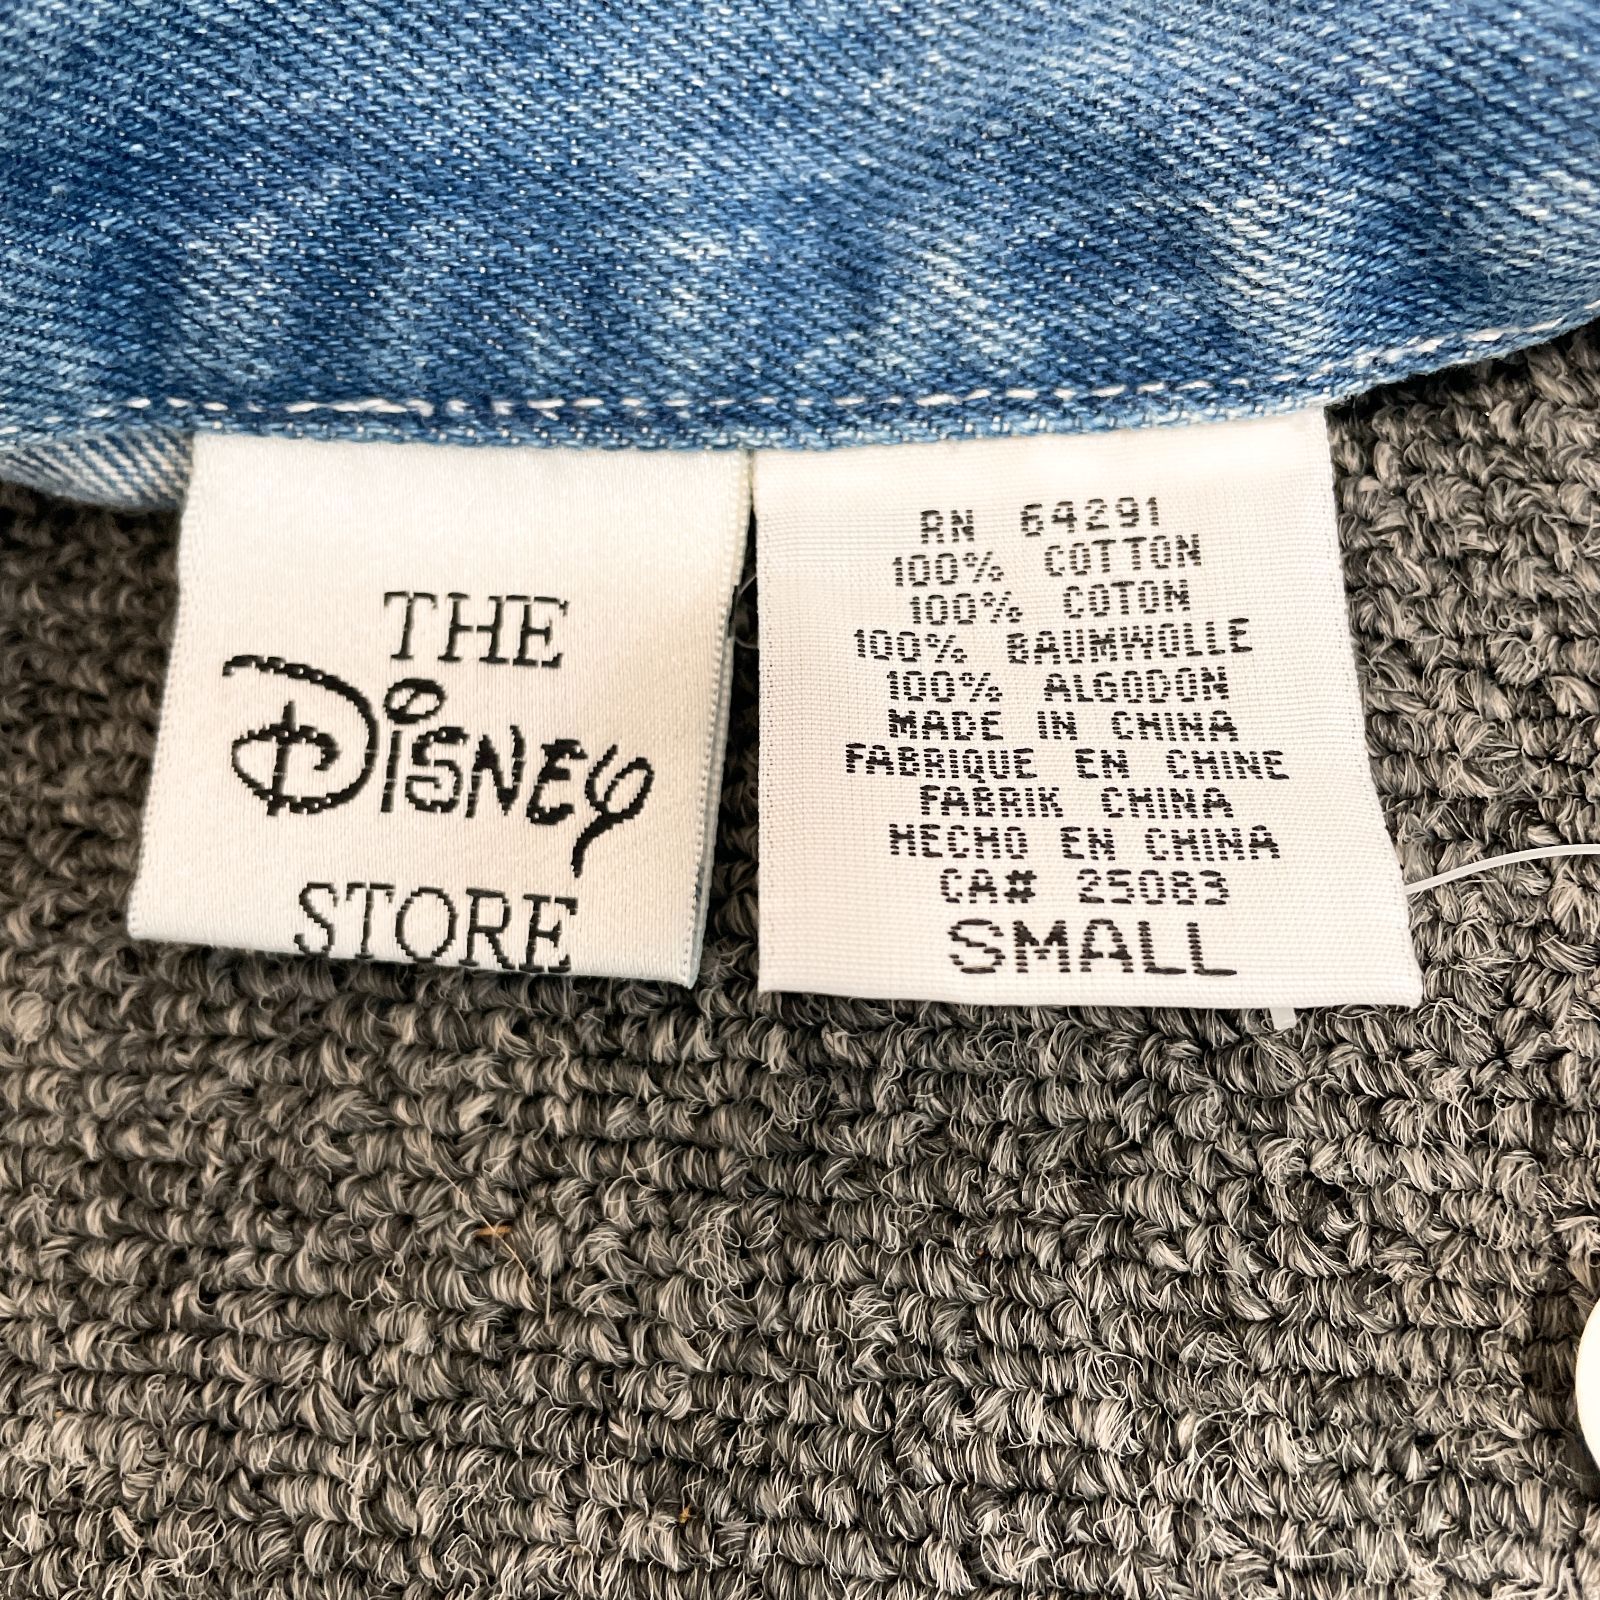 THE
DISNEY
STORE
RN 64291
100% COTTON
100% COTON
100% BAUMWOLLE
100% ALGODON
MADE IN CHINA
FABRIQUE EN CHINE
FABRIK CHINA
HECHO EN CHINA
CA# 25083
SMALL